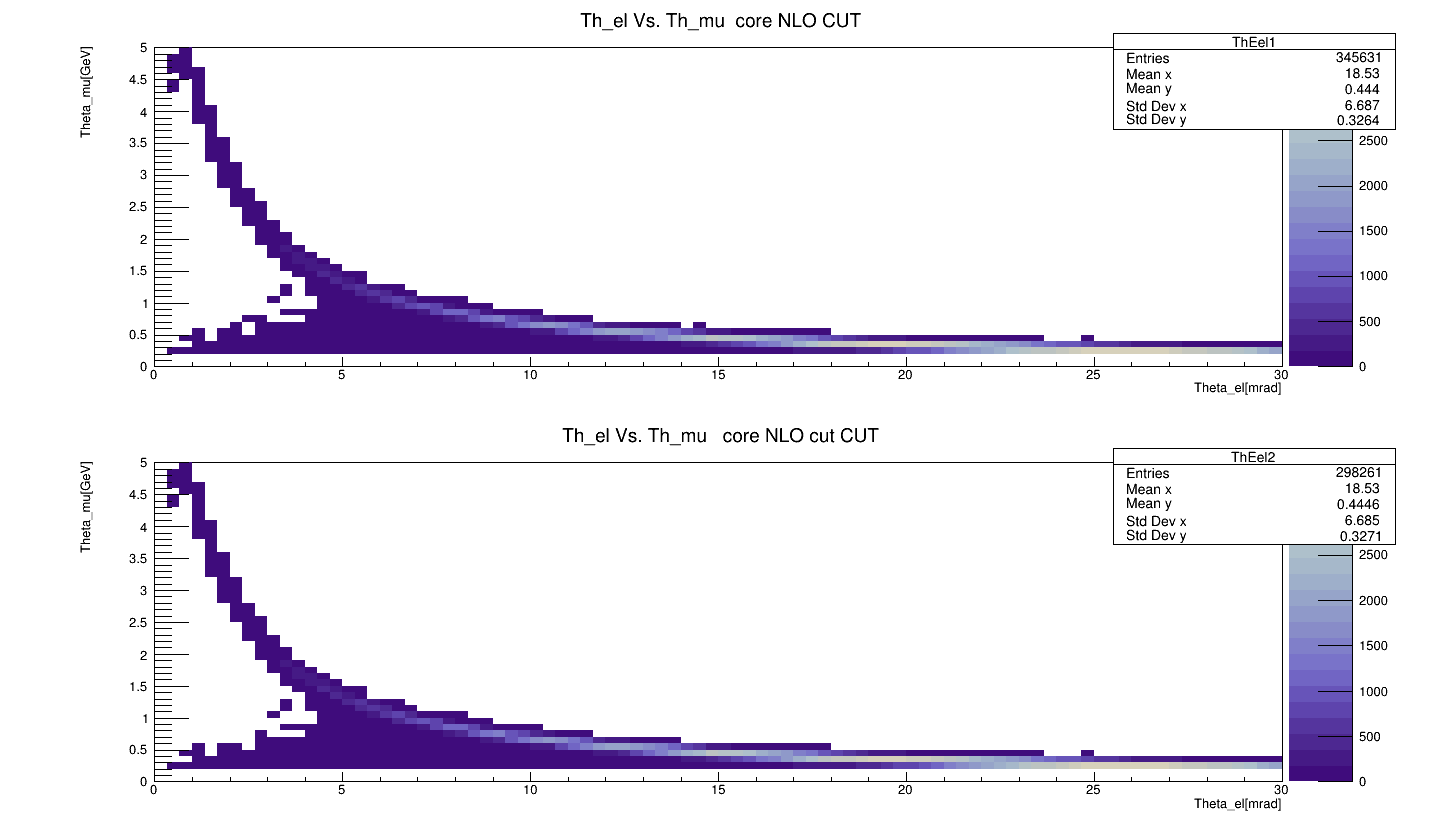 Th_el Vs. Th_mu core NLO CUT
ThEel1
Entries 345631
Mean x 18.53
Mean y 0.444
Std Dev x 6.687
Std Dev y 0.3264
Theta_mu[GeV]
5
4.5
4
3.5
3
2.5
2
1.5
1
0.5
0
2500
2000
1500
1000
500
0
0 5 10 15 20 25 30
Theta_el[mrad]
Th_el Vs. Th_mu core NLO cut CUT
ThEel2
Entries 298261
Mean x 18.53
Mean y 0.4446
Std Dev x 6.685
Std Dev y 0.3271
Theta_mu[GeV]
5
4.5
4
3.5
3
2.5
2
1.5
1
0.5
0
2500
2000
1500
1000
500
0
0 5 10 15 20 25 30
Theta_el[mrad]